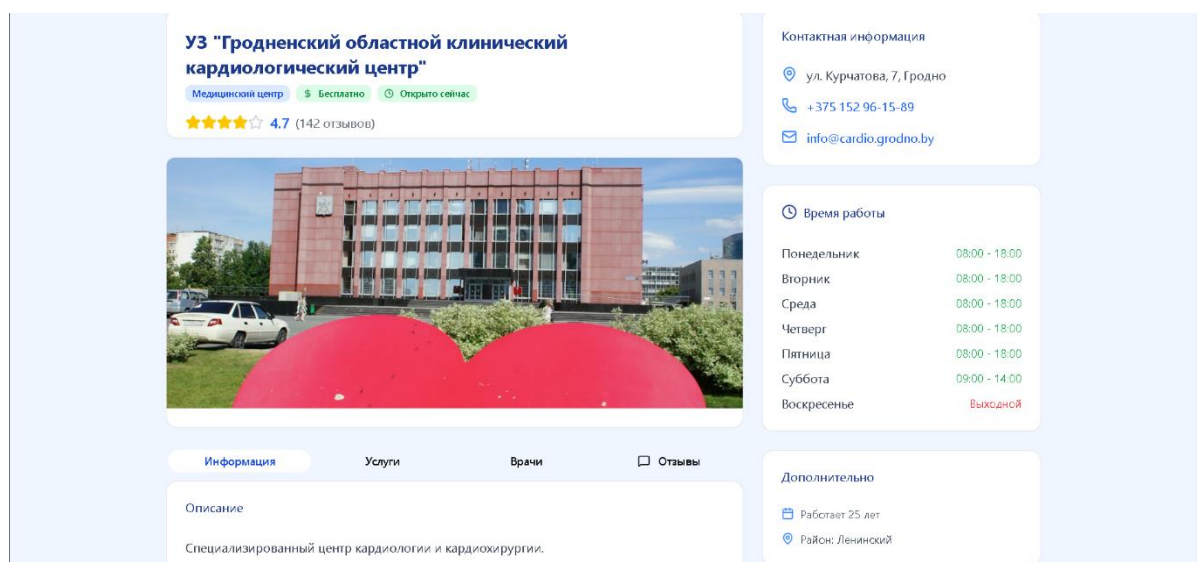 УЗ "Гродненский областной клинический
кардиологический центр"
Медицинский центр
$ Бесплатно
Открыто сейчас
4.7 (142 отзывов)
Информация
Услуги
Врачи
Отзывы
Описание
Специализированный центр кардиологии и кардиохирургии.
Контактная информация
ул. Курчатова, 7, Гродно
+375 152 96-15-89
info@cardio.grodno.by
Время работы
Понедельник 08:00 - 18:00
Вторник 08:00 - 18:00
Среда 08:00 - 18:00
Четверг 08:00 - 18:00
Пятница 08:00 - 18:00
Суббота 09:00 - 14:00
Воскресенье Выходной
Дополнительно
Работает 25 лет
Район: Ленинский